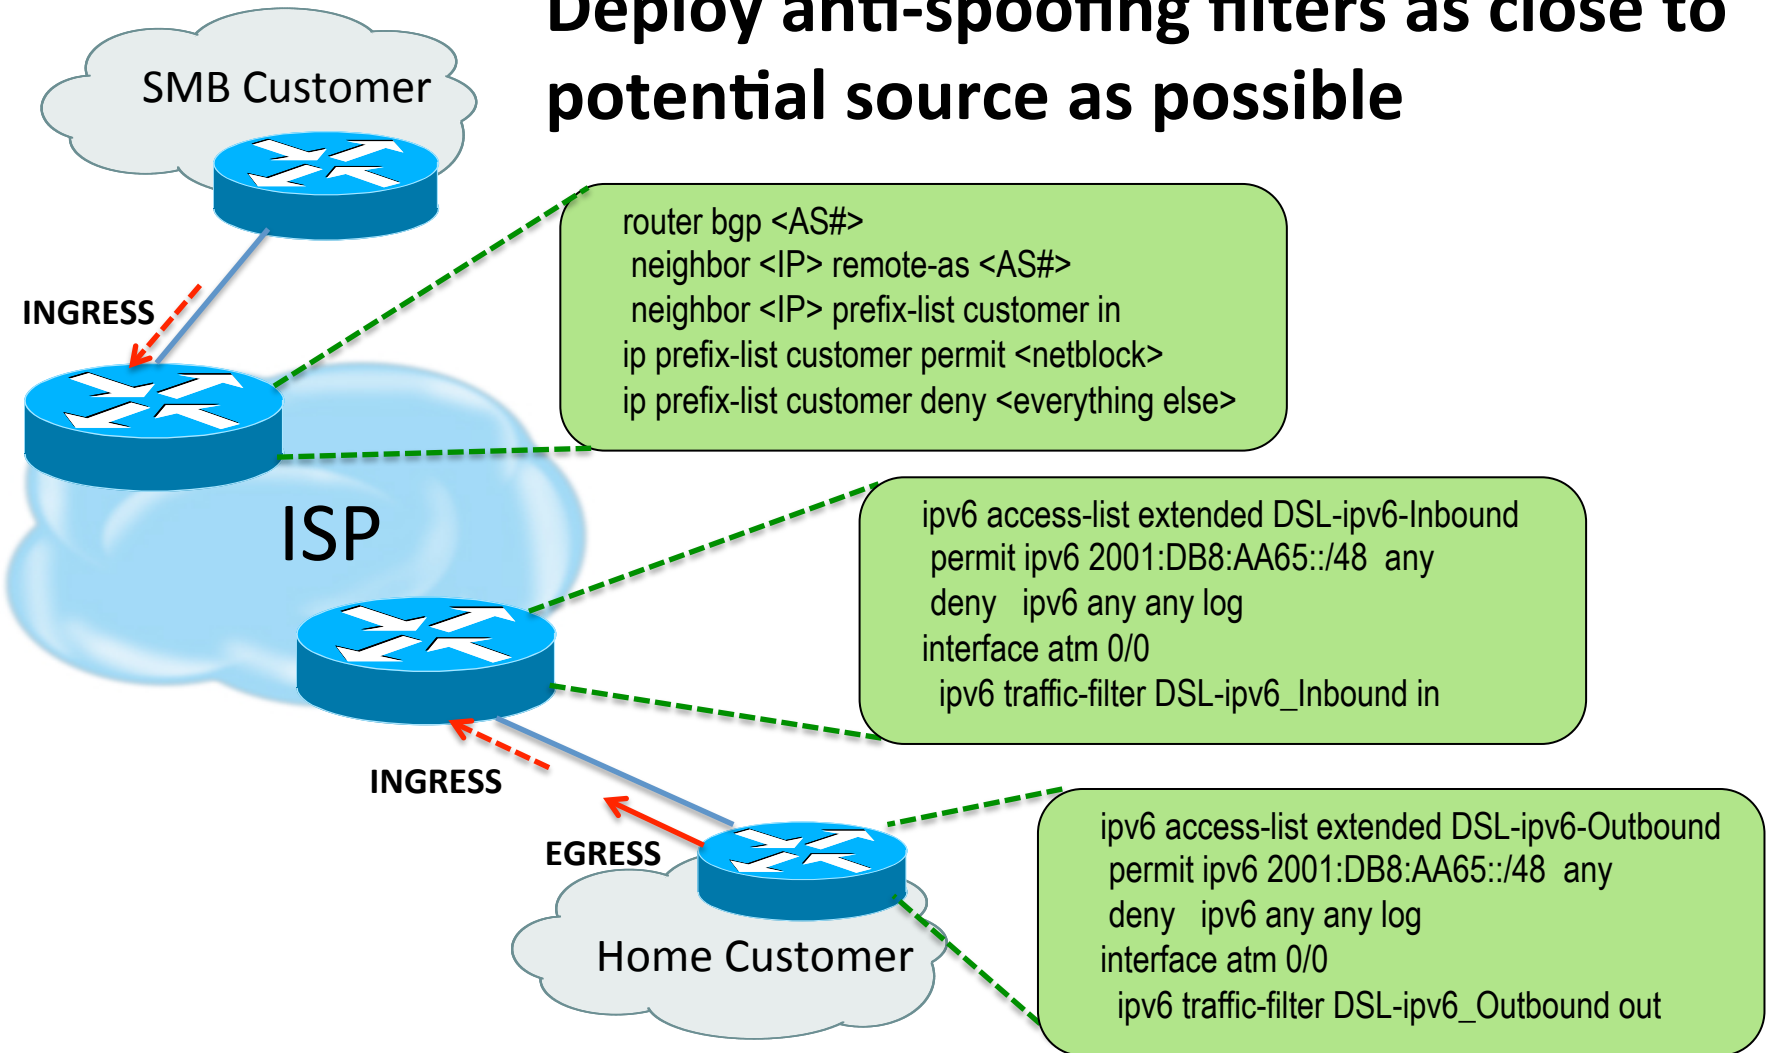 Deploy anti-spoofing filters as close to
potential source as possible
SMB Customer
router bgp <AS#>
neighbor <IP> remote-as <AS#>
neighbor <IP> prefix-list customer in
ip prefix-list customer permit <netblock>
ip prefix-list customer deny <everything else>
INGRESS
ISP
ipv6 access-list extended DSL-ipv6-Inbound
permit ipv6 2001:DB8:AA65::/48 any
deny ipv6 any any log
interface atm 0/0
ipv6 traffic-filter DSL-ipv6_Inbound in
INGRESS
EGRESS
Home Customer
ipv6 access-list extended DSL-ipv6-Outbound
permit ipv6 2001:DB8:AA65::/48 any
deny ipv6 any any log
interface atm 0/0
ipv6 traffic-filter DSL-ipv6_Outbound out